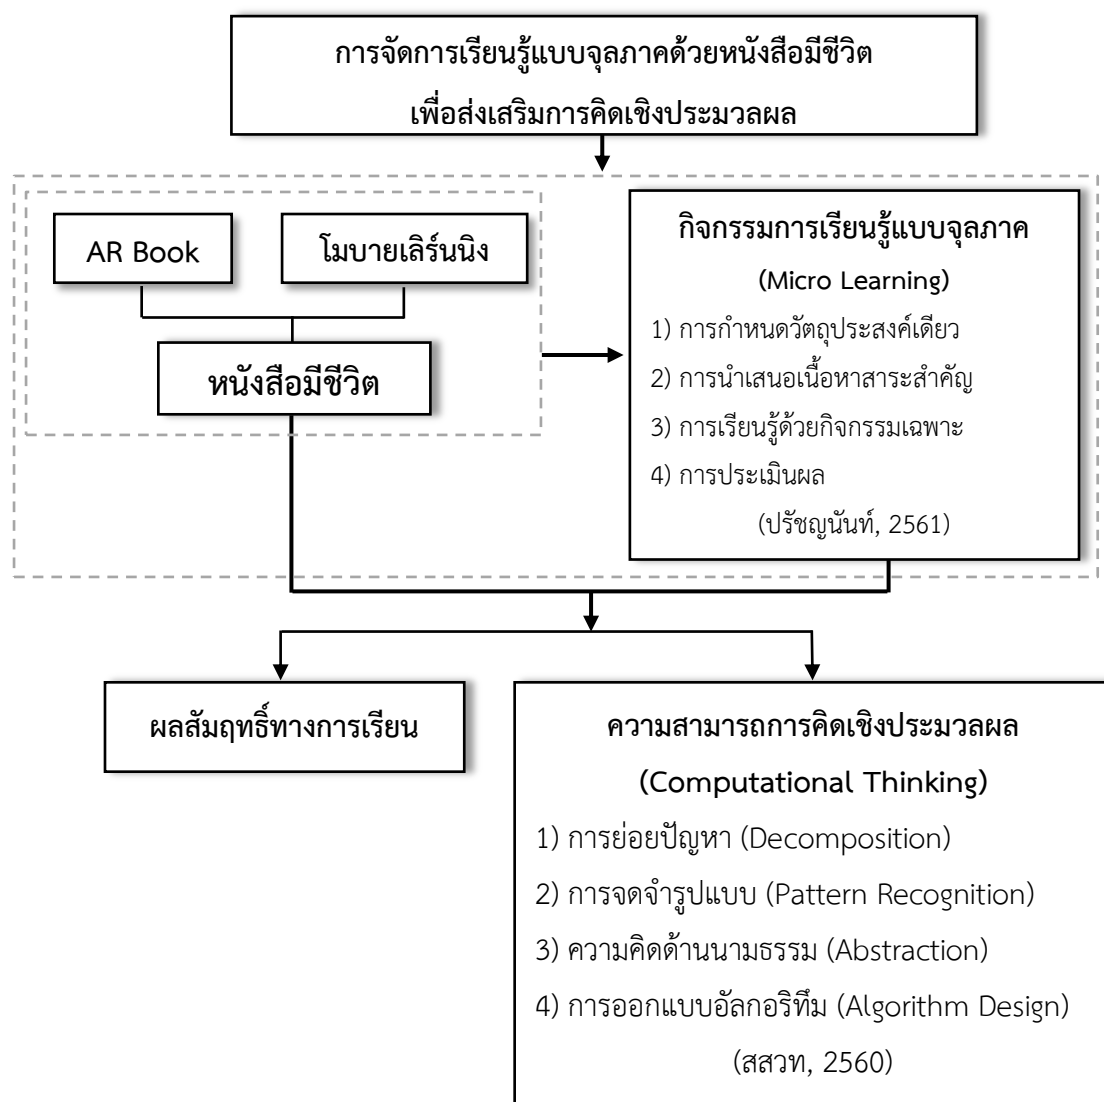 การจัดการเรียนรู้แบบจุลภาคด้วยหนังสือมีชีวิต
เพื่อส่งเสริมการคิดเชิงประมวลผล
AR Book
โมบายเลิร์นนิง
หนังสือมีชีวิต
กิจกรรมการเรียนรู้แบบจุลภาค
(Micro Learning)
1) การกำหนดวัตถุประสงค์เดียว
2) การนำเสนอเนื้อหาสาระสำคัญ
3) การเรียนรู้ด้วยกิจกรรมเฉพาะ
4) การประเมินผล
(ปรัชญนันท์, 2561)
ผลสัมฤทธิ์ทางการเรียน
ความสามารถการคิดเชิงประมวลผล
(Computational Thinking)
1) การย่อยปัญหา (Decomposition)
2) การจดจำรูปแบบ (Pattern Recognition)
3) ความคิดด้านนามธรรม (Abstraction)
4) การออกแบบอัลกอริทึม (Algorithm Design)
(สสวท, 2560)